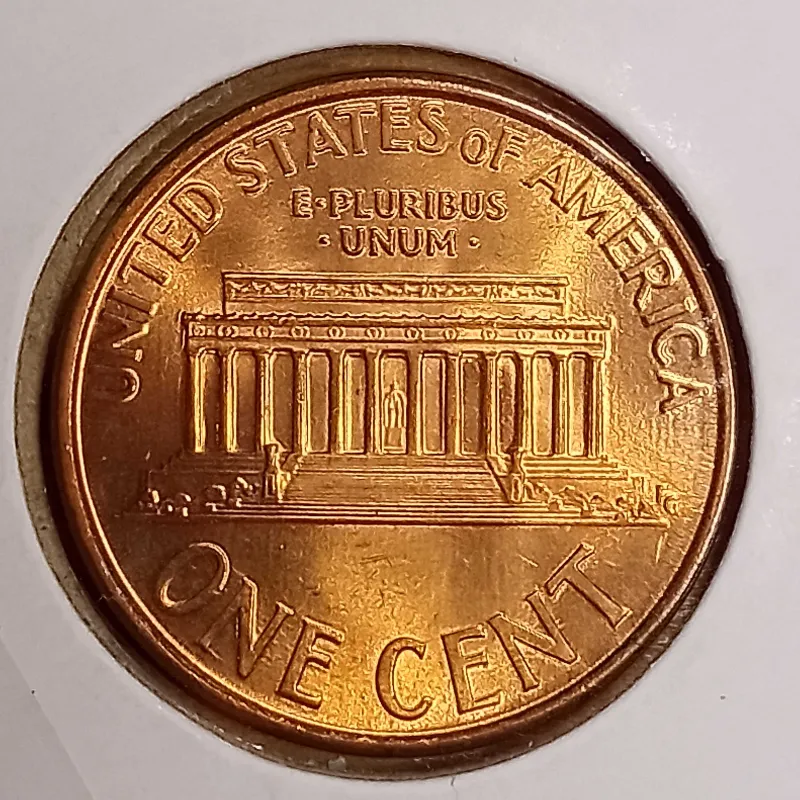 UNITED STATES OF AMERICA
E·PLURIBUS
·UNUM·
ONE CENT